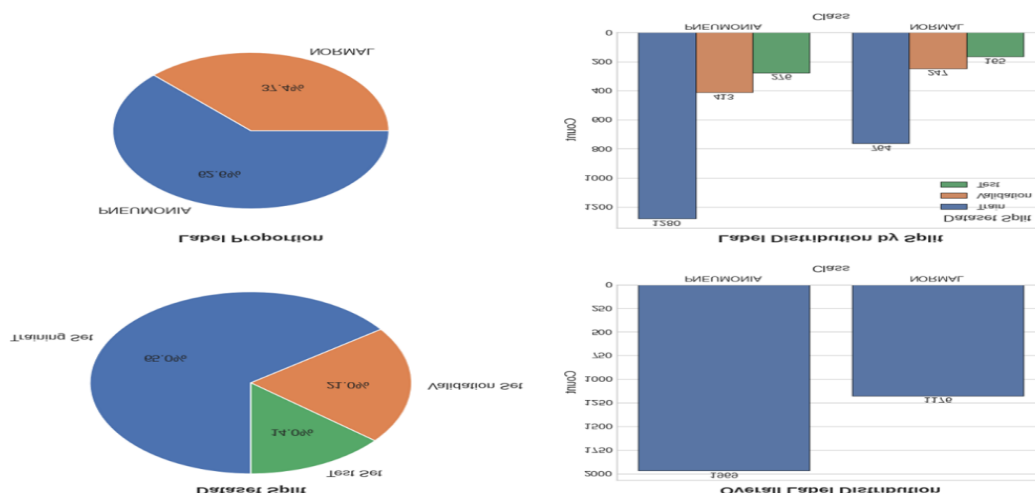 Dataset Split
Test Set
14.0%
21.0%
Validation Set
65.0%
Training Set
Overall Label Distribution
2000
1750
1500
1250
1000
750
500
250
0
Count
1969
1176
PNEUMONIA
NORMAL
Class
Label Proportion
PNEUMONIA
62.6%
37.4%
NORMAL
Label Distribution by Split
1200
1000
800
600
400
200
0
Count
1280
413
276
764
247
165
Dataset Split
Train
Validation
Test
PNEUMONIA
NORMAL
Class